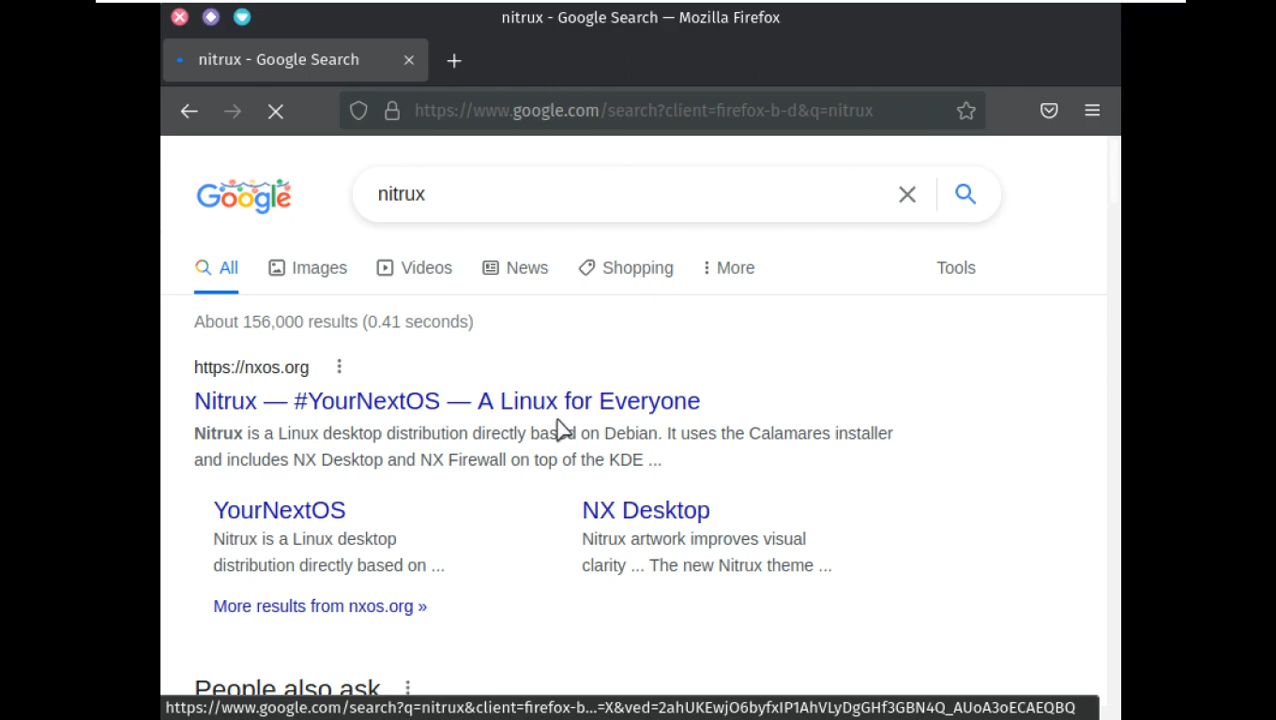 nitrux - Google Search — Mozilla Firefox
nitrux - Google Search
https://www.google.com/search?client=firefox-b-d&q=nitrux
Google
nitrux
All Images Videos News Shopping More Tools
About 156,000 results (0.41 seconds)
https://nxos.org
Nitrux — #YourNextOS — A Linux for Everyone
Nitrux is a Linux desktop distribution directly based on Debian. It uses the Calamares installer
and includes NX Desktop and NX Firewall on top of the KDE ...
YourNextOS
Nitrux is a Linux desktop
distribution directly based on ...
NX Desktop
Nitrux artwork improves visual
clarity ... The new Nitrux theme ...
More results from nxos.org »
People also ask
https://www.google.com/search?q=nitrux&client=firefox-b...=X&ved=2ahUKEwjO6byfxIP1AhVLyDgGHf3GBN4Q_AUoA3oECAEQBQ